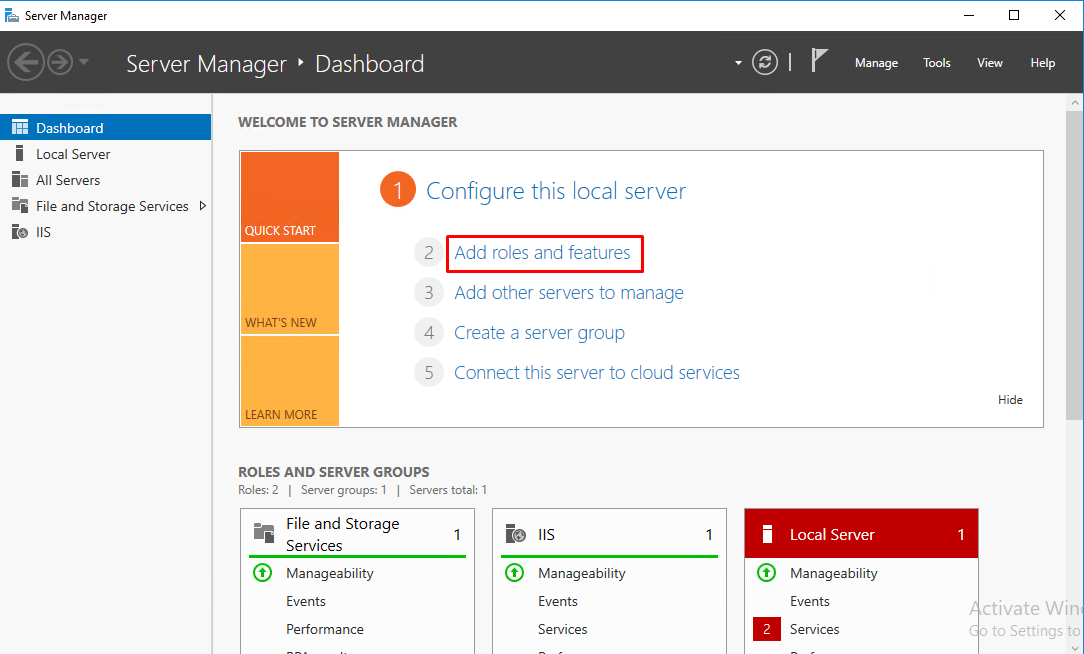 Server Manager
Server Manager ‣ Dashboard
Manage Tools View Help
Dashboard
Local Server
All Servers
File and Storage Services
IIS
WELCOME TO SERVER MANAGER
QUICK START
WHAT'S NEW
LEARN MORE
1 Configure this local server
2 Add roles and features
3 Add other servers to manage
4 Create a server group
5 Connect this server to cloud services
Hide
ROLES AND SERVER GROUPS
Roles: 2 | Server groups: 1 | Servers total: 1
File and Storage
Services 1
Manageability
Events
Performance
IIS 1
Manageability
Events
Services
Local Server 1
Manageability
Events
2 Services
Activate Win
Go to Settings to